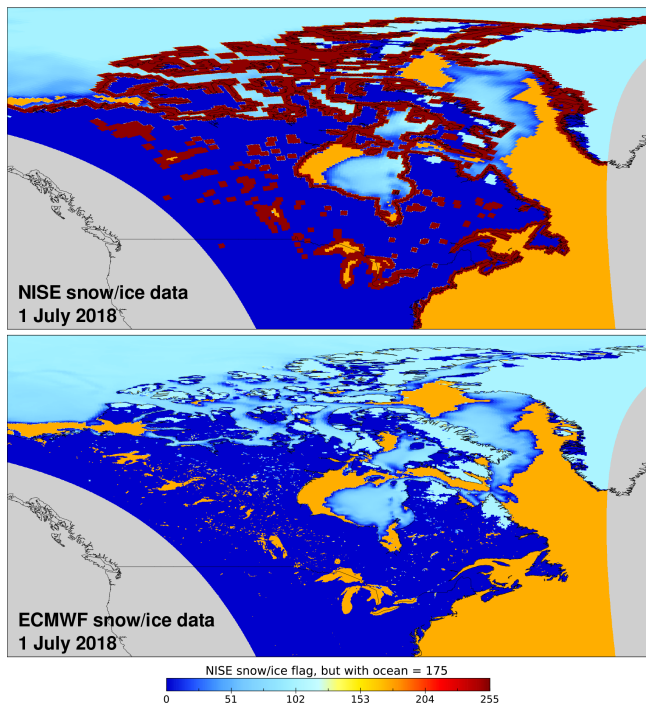 NISE snow/ice data
1 July 2018
ECMWF snow/ice data
1 July 2018
NISE snow/ice flag, but with ocean = 175
0 51 102 153 204 255